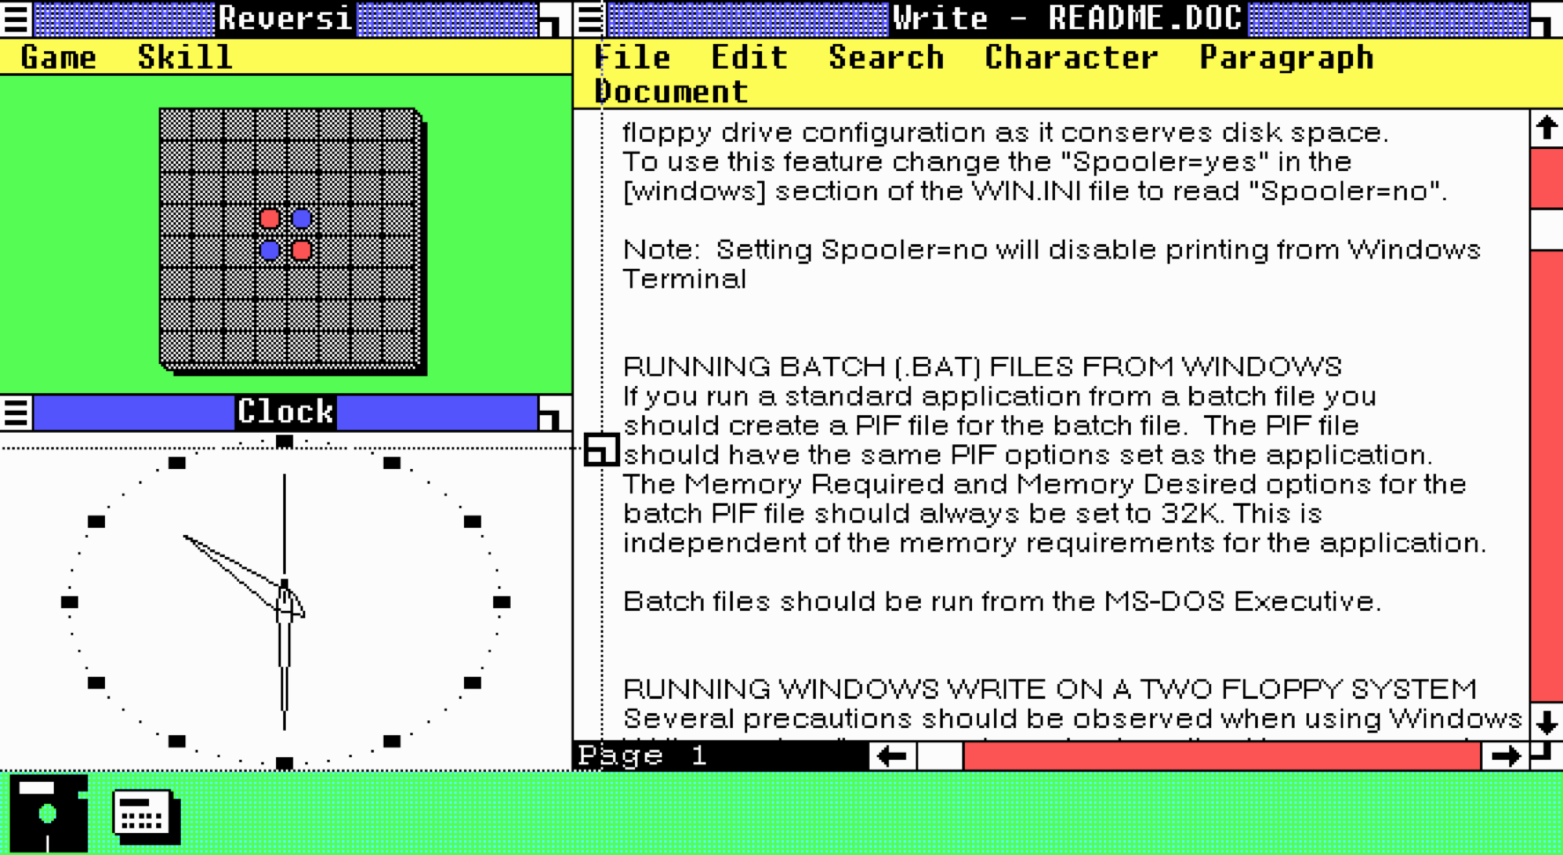 Reversi
Game Skill
Clock
Write - README.DOC
File Edit Search Character Paragraph
Document
floppy drive configuration as it conserves disk space.
To use this feature change the "Spooler=yes" in the
[windows] section of the WIN.INI file to read "Spooler=no".
Note: Setting Spooler=no will disable printing from Windows
Terminal
RUNNING BATCH (.BAT) FILES FROM WINDOWS
If you run a standard application from a batch file you
should create a PIF file for the batch file. The PIF file
should have the same PIF options set as the application.
The Memory Required and Memory Desired options for the
batch PIF file should always be set to 32K. This is
independent of the memory requirements for the application.
Batch files should be run from the MS-DOS Executive.
RUNNING WINDOWS WRITE ON A TWO FLOPPY SYSTEM
Several precautions should be observed when using Windows
Page 1